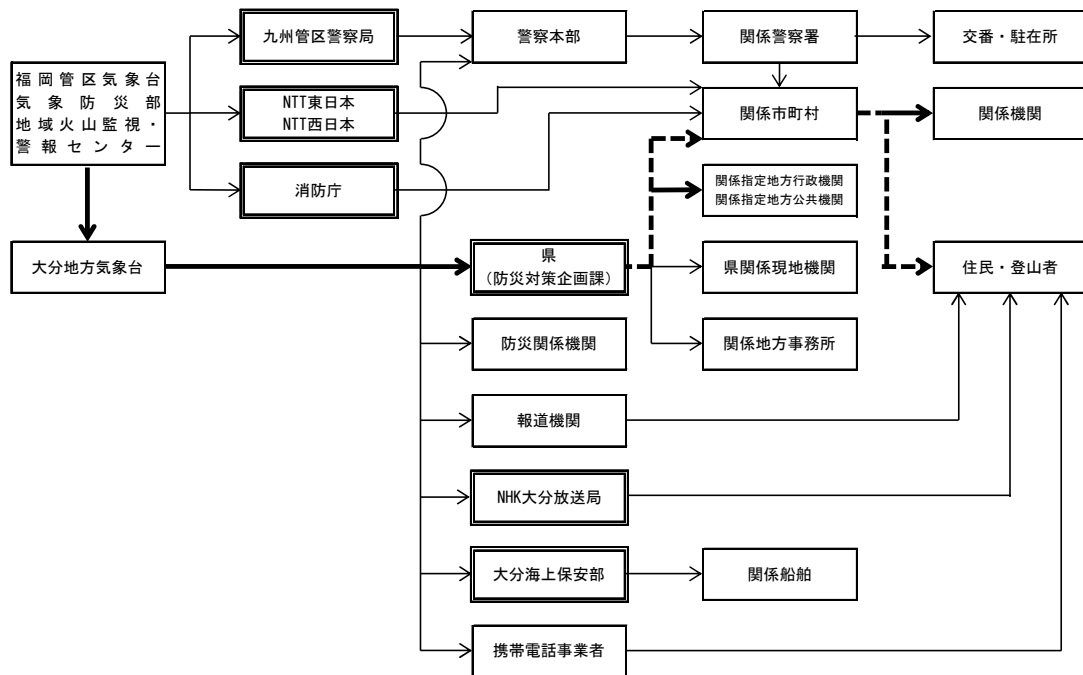 九州管区警察局
警察本部
関係警察署
交番・駐在所
福岡管区気象台
気象防災部
地域火山監視・
警報センター
NTT東日本
NTT西日本
関係市町村
関係機関
消防庁
関係指定地方行政機関
関係指定地方公共機関
大分地方気象台
県
（防災対策企画課）
県関係現地機関
住民・登山者
防災関係機関
関係地方事務所
報道機関
NHK大分放送局
大分海上保安部
関係船舶
携帯電話事業者